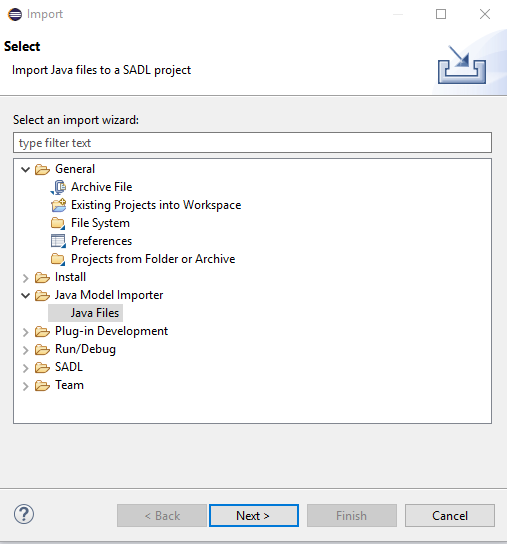 Import
Select
Import Java files to a SADL project
Select an import wizard:
type filter text
General
Archive File
Existing Projects into Workspace
File System
Preferences
Projects from Folder or Archive
Install
Java Model Importer
Java Files
Plug-in Development
Run/Debug
SADL
Team
?
< Back
Next >
Finish
Cancel